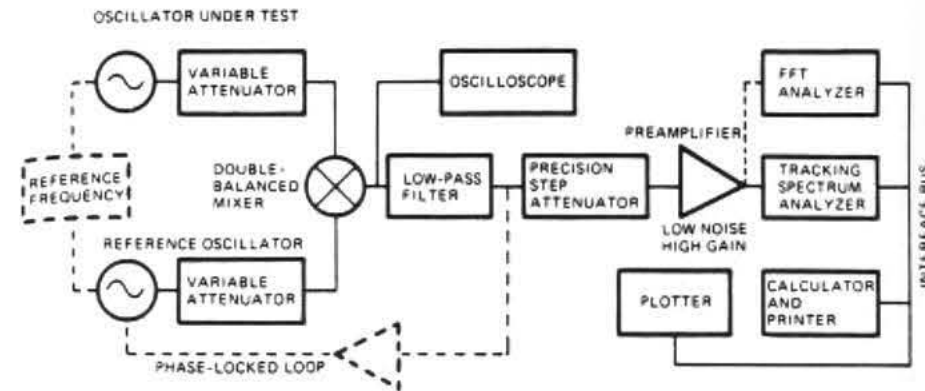 OSCILLATOR UNDER TEST
VARIABLE
ATTENUATOR
OSCILLOSCOPE
FFT
ANALYZER
PREAMPLIFIER
REFERENCE
FREQUENCY
DOUBLE-
BALANCED
MIXER
LOW-PASS
FILTER
PRECISION
STEP
ATTENUATOR
TRACKING
SPECTRUM
ANALYZER
LOW NOISE
HIGH GAIN
REFERENCE OSCILLATOR
VARIABLE
ATTENUATOR
PLOTTER
CALCULATOR
AND
PRINTER
PHASE-LOCKED LOOP
BUS